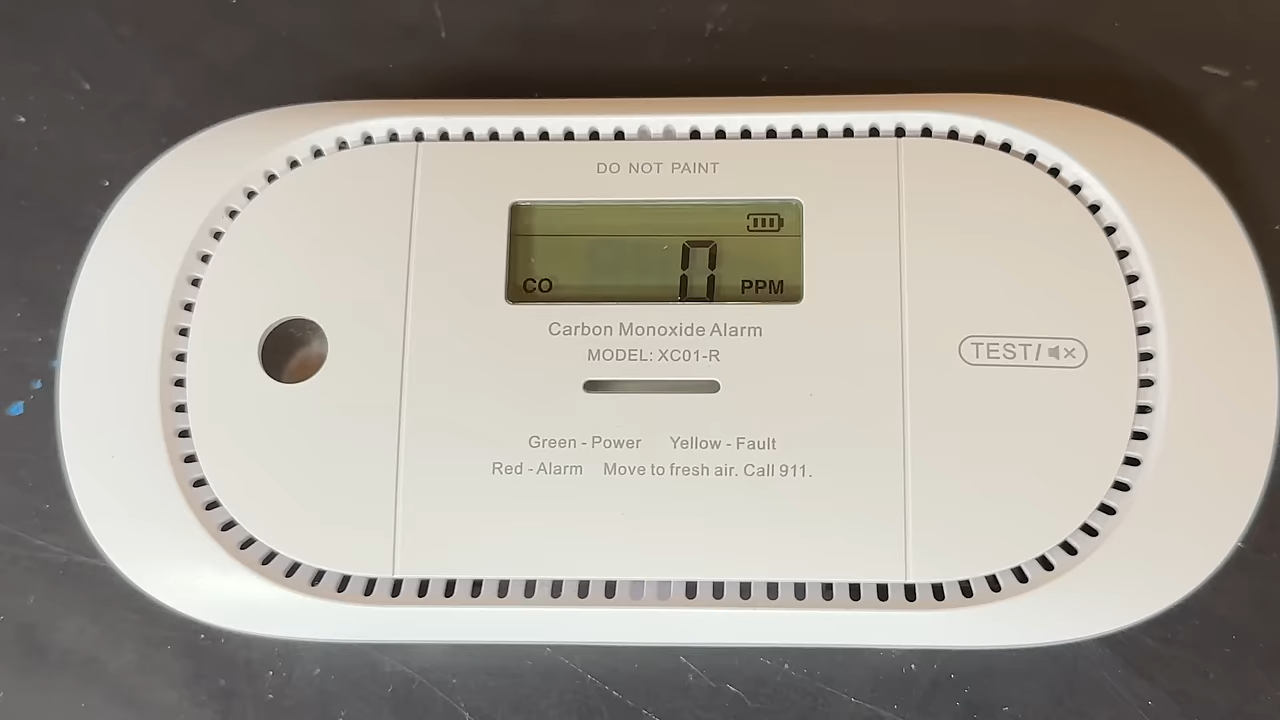 DO NOT PAINT
0
CO PPM
Carbon Monoxide Alarm
MODEL: XC01-R
TEST/
Green - Power Yellow - Fault
Red - Alarm Move to fresh air. Call 911.